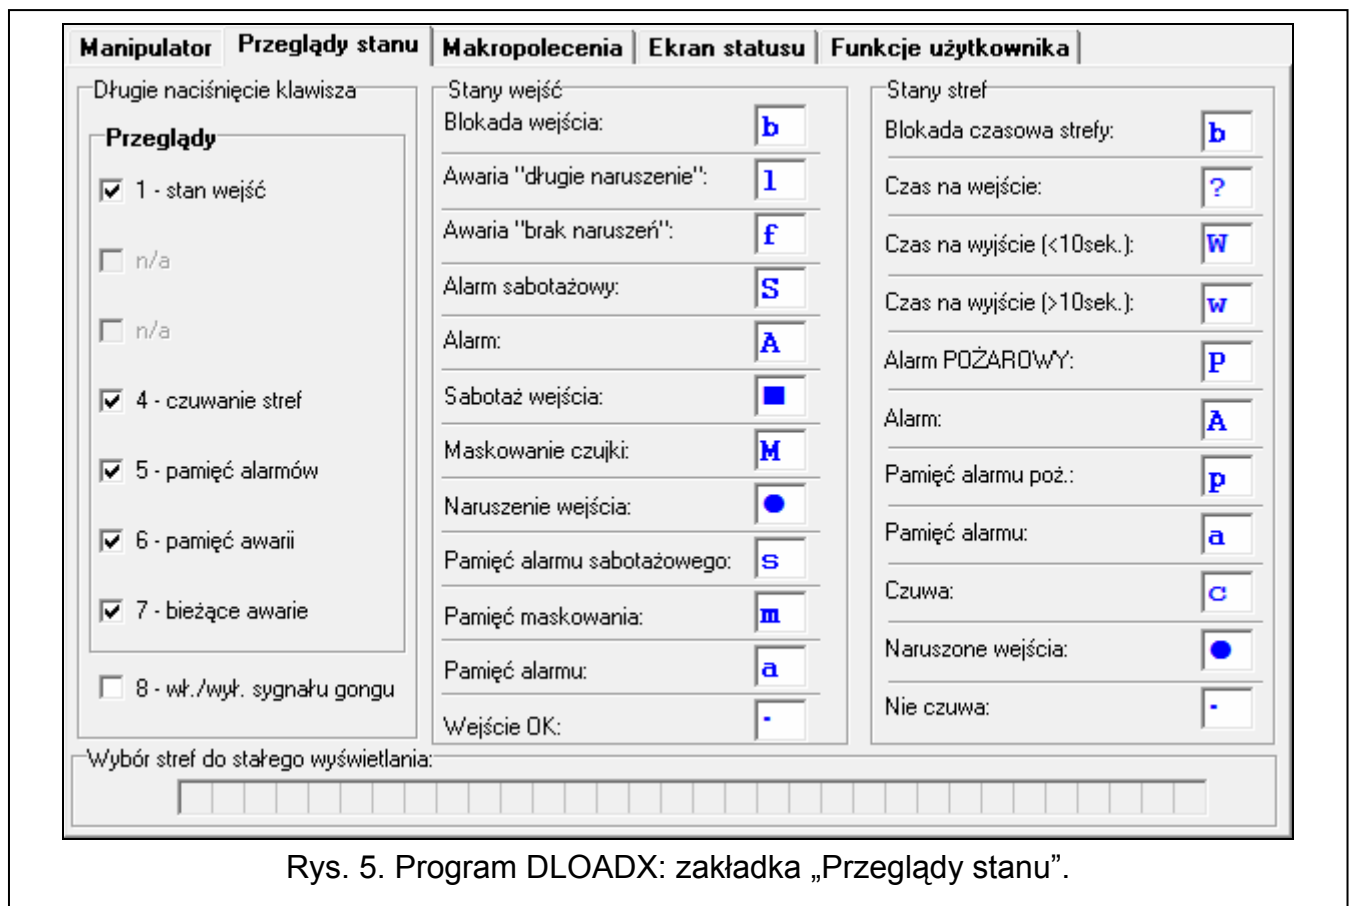 Manipulator
Przeglądy stanu
Makropolecenia
Ekran statusu
Funkcje użytkownika
Długie naciśnięcie klawisza
Przeglądy
1 - stan wejść
n/a
n/a
4 - czuwanie stref
5 - pamięć alarmów
6 - pamięć awarii
7 - bieżące awarie
8 - wł./wył. sygnału gongu
Stany wejść
Blokada wejścia: b
Awaria "długie naruszenie": l
Awaria "brak naruszeń": f
Alarm sabotażowy: S
Alarm: A
Sabotaż wejścia: ■
Maskowanie czujki: M
Naruszenie wejścia: ●
Pamięć alarmu sabotażowego: s
Pamięć maskowania: m
Pamięć alarmu: a
Wejście OK: ·
Stany stref
Blokada czasowa strefy: b
Czas na wejście: ?
Czas na wyjście (<10sek.): W
Czas na wyjście (>10sek.): w
Alarm POŻAROWY: P
Alarm: A
Pamięć alarmu poż.: p
Pamięć alarmu: a
Czuwa: c
Naruszone wejścia: ●
Nie czuwa: ·
Wybór stref do stałego wyświetlania:
Rys. 5. Program DLOADX: zakładka „Przeglądy stanu”.